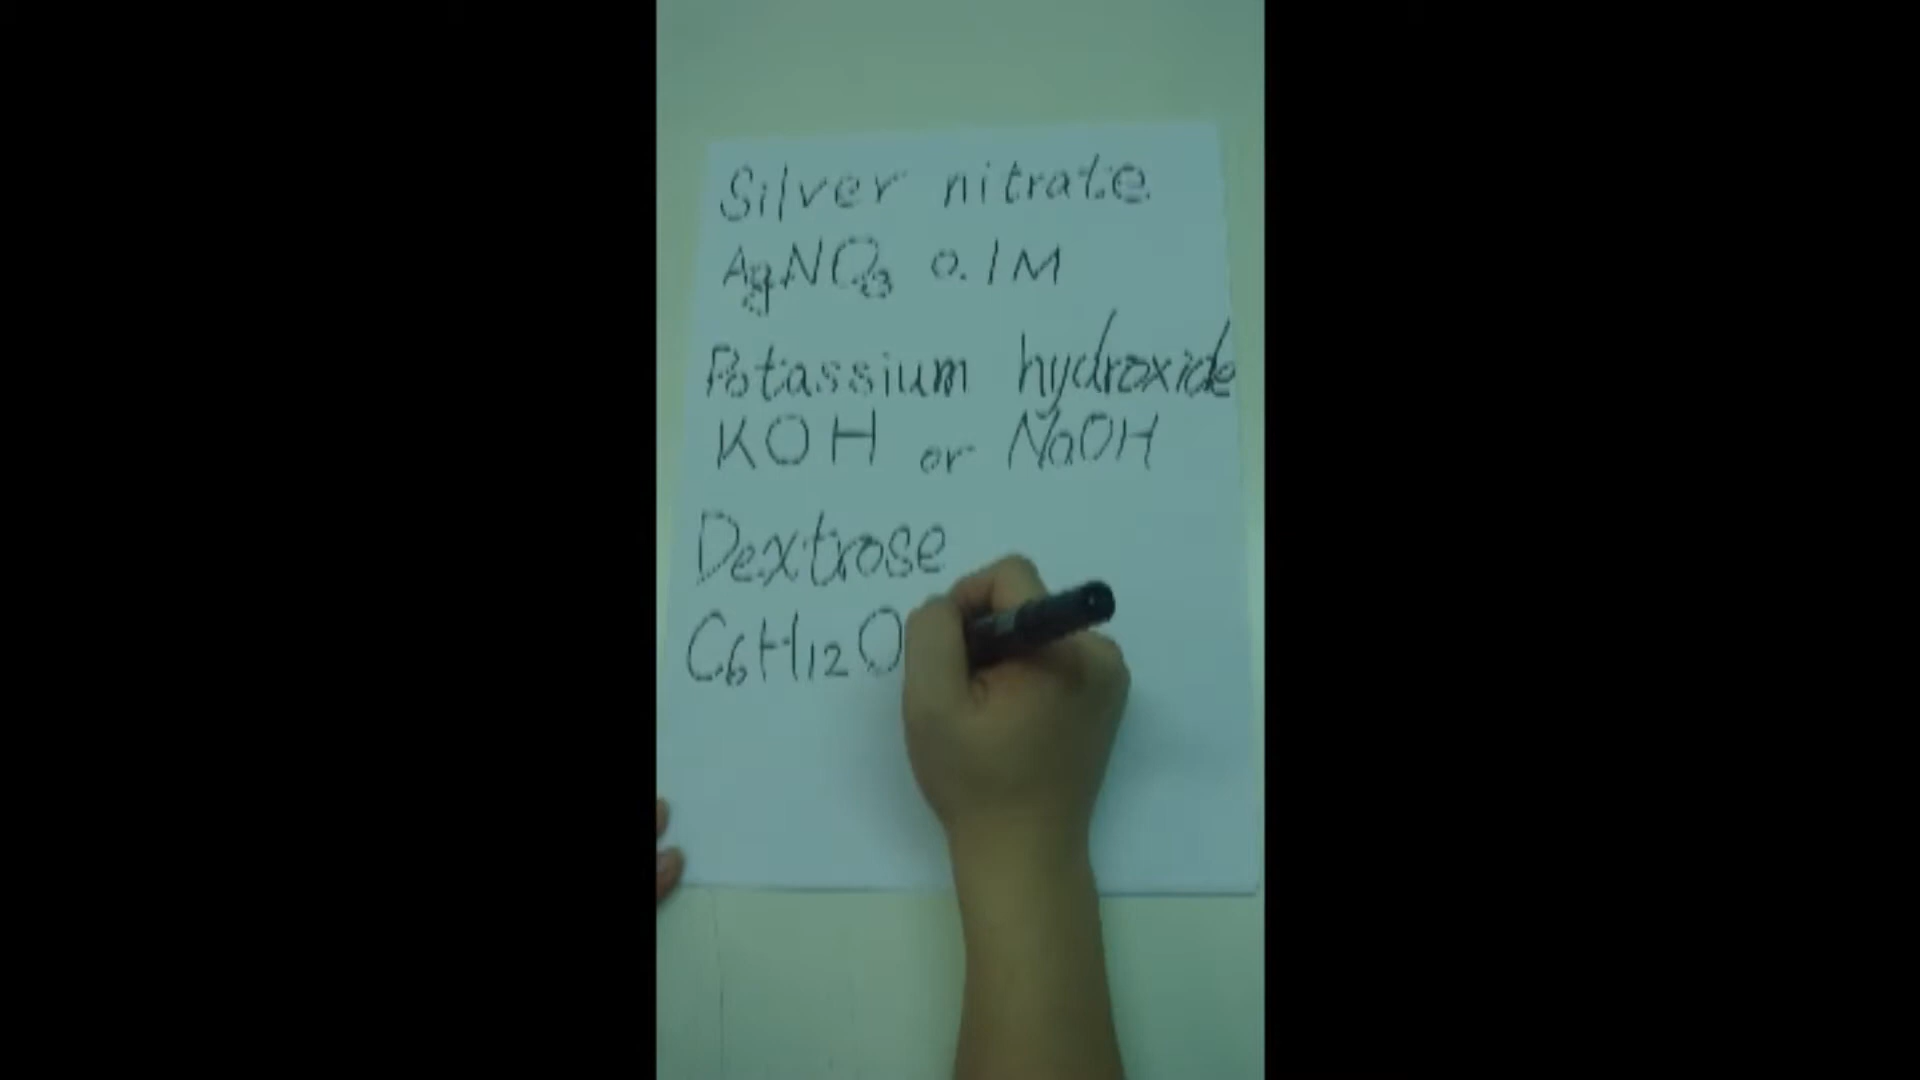 Silver nitrate
AgNO3 0.1M
Potassium hydroxide
KOH or NaOH
Dextrose
C6H12O